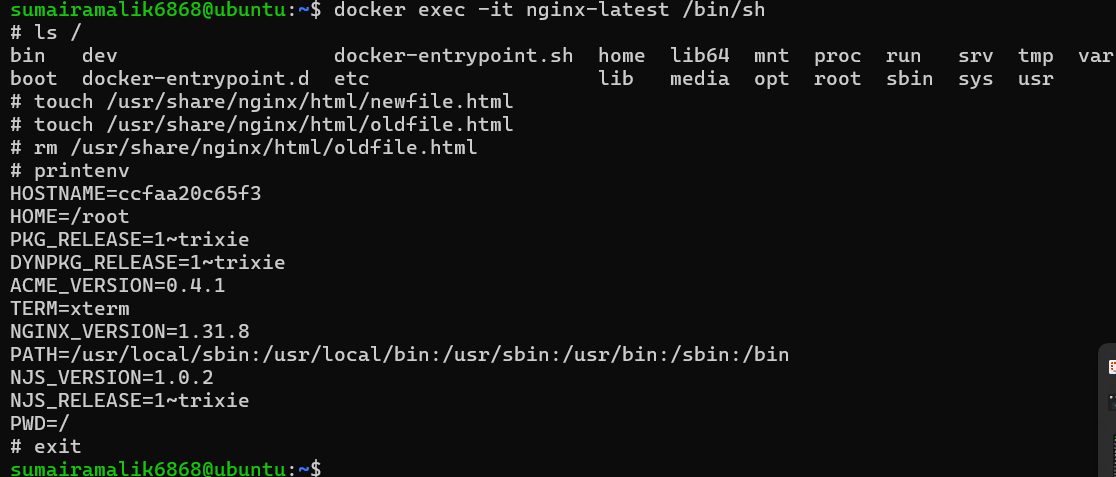 sumairamalik6868@ubuntu:~$ docker exec -it nginx-latest /bin/sh
# ls /
bin   dev                  docker-entrypoint.sh  home  lib64  mnt  proc  run   srv  tmp  var
boot  docker-entrypoint.d  etc                   lib   media  opt  root  sbin  sys  usr
# touch /usr/share/nginx/html/newfile.html
# touch /usr/share/nginx/html/oldfile.html
# rm /usr/share/nginx/html/oldfile.html
# printenv
HOSTNAME=ccfaa20c65f3
HOME=/root
PKG_RELEASE=1~trixie
DYNPKG_RELEASE=1~trixie
ACME_VERSION=0.4.1
TERM=xterm
NGINX_VERSION=1.31.8
PATH=/usr/local/sbin:/usr/local/bin:/usr/sbin:/usr/bin:/sbin:/bin
NJS_VERSION=1.0.2
NJS_RELEASE=1~trixie
PWD=/
# exit
sumairamalik6868@ubuntu:~$